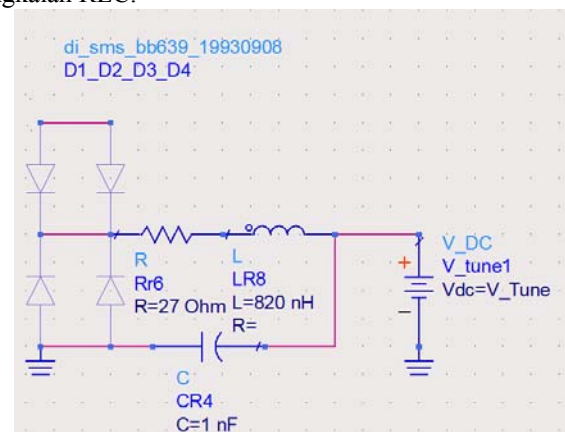 di_sms_bb639_19930908
D1_D2_D3_D4
R
Rr6
R=27 Ohm
L
LR8
L=820 nH
R=
V_DC
V_tune1
Vdc=V_Tune
+
−
C
CR4
C=1 nF